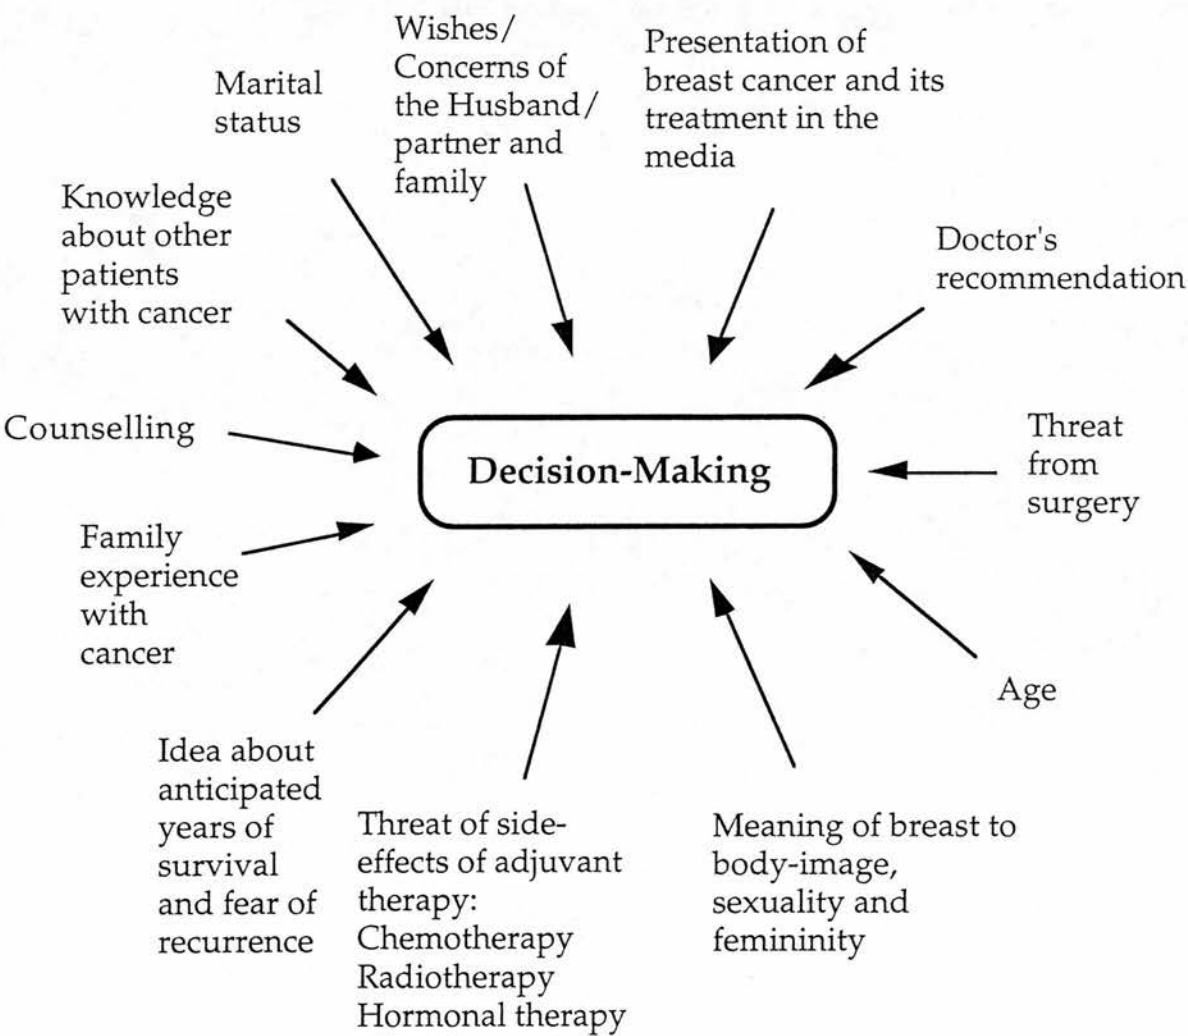 Wishes/
Concerns of
the Husband/
partner and
family
Presentation of
breast cancer and its
treatment in the
media
Marital
status
Knowledge
about other
patients
with cancer
Doctor's
recommendation
Counselling
Decision-Making
Threat
from
surgery
Family
experience
with
cancer
Age
Idea about
anticipated
years of
survival
and fear of
recurrence
Threat of side-
effects of adjuvant
therapy:
Chemotherapy
Radiotherapy
Hormonal therapy
Meaning of breast to
body-image,
sexuality and
femininity